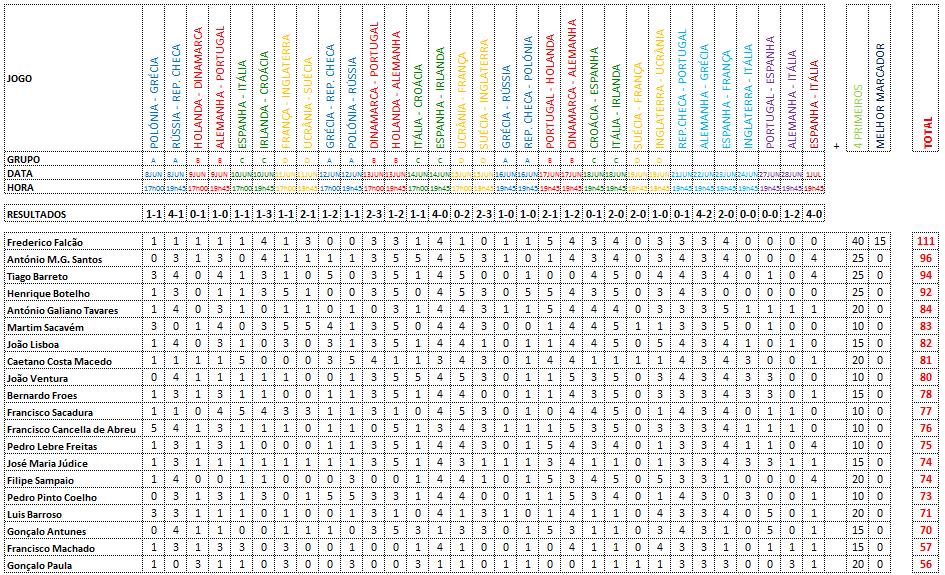 JOGO POLÓNIA - GRÉCIA RÚSSIA - REP. CHECA HOLANDA - DINAMARCA ALEMANHA - PORTUGAL ESPANHA - ITÁLIA IRLANDA - CROÁCIA FRANÇA - INGLATERRA UCRÂNIA - SUÉCIA GRÉCIA - REP. CHECA POLÓNIA - RÚSSIA DINAMARCA - PORTUGAL HOLANDA - ALEMANHA ITÁLIA - CROÁCIA ESPANHA - IRLANDA UCRÂNIA - FRANÇA SUÉCIA - INGLATERRA GRÉCIA - RÚSSIA REP. CHECA - POLÓNIA PORTUGAL - HOLANDA DINAMARCA - ALEMANHA CROÁCIA - ESPANHA ITÁLIA - IRLANDA SUÉCIA - FRANÇA INGLATERRA - UCRÂNIA REP.CHECA - PORTUGAL ALEMANHA - GRÉCIA ESPANHA - FRANÇA INGLATERRA - ITÁLIA PORTUGAL - ESPANHA ALEMANHA - ITÁLIA ESPANHA - ITÁLIA + 4 PRIMEIROS MELHOR MARCADOR TOTAL
GRUPO A A B B C C D D A A B B C C D D A A B B C C D D
DATA 8JUN 8JUN 9JUN 9JUN 10JUN 10JUN 11JUN 11JUN 12JUN 12JUN 13JUN 13JUN 14JUN 14JUN 15JUN 15JUN 16JUN 16JUN 17JUN 17JUN 18JUN 18JUN 19JUN 19JUN 21JUN 22JUN 23JUN 24JUN 27JUN 28JUN 1JUL
HORA 17h00 19h45 17h00 19h45 17h00 19h45 17h00 19h45 17h00 19h45 17h00 19h45 17h00 19h45 17h00 19h45 19h45 19h45 19h45 19h45 19h45 19h45 19h45 19h45 19h45 19h45 19h45 19h45 19h45 19h45 19h45
RESULTADOS 1-1 4-1 0-1 1-0 1-1 1-3 1-1 2-1 1-2 1-1 2-3 1-2 1-1 4-0 0-2 2-3 1-0 1-0 2-1 1-2 0-1 2-0 2-0 1-0 0-1 4-2 2-0 0-0 0-0 1-2 4-0
Frederico Falcão 1 1 1 1 1 4 1 3 0 0 3 3 1 4 1 0 1 1 5 4 3 4 0 3 3 3 4 0 0 0 0 40 15 111
António M.G. Santos 0 3 1 3 0 4 0 1 1 1 3 5 5 4 5 3 1 0 1 4 3 4 0 4 3 4 3 0 1 0 4 25 0 96
Tiago Barreto 3 4 0 4 1 3 1 0 5 0 3 5 1 4 5 3 1 1 1 0 4 5 0 4 3 4 5 0 1 0 4 25 0 94
Henrique Botelho 1 3 0 1 1 3 5 1 0 0 3 5 0 4 5 3 0 5 5 3 5 4 0 3 3 4 0 0 0 0 0 25 0 92
António Galiano Tavares 1 4 0 3 1 1 0 1 1 0 3 1 1 4 4 3 1 1 5 3 3 4 0 4 3 3 5 1 1 1 1 20 0 84
Martim Sacavém 3 0 1 4 0 3 5 5 4 1 3 5 0 4 4 3 0 0 0 4 4 5 1 1 3 3 5 0 1 1 0 10 0 83
João Lisboa 1 4 0 3 1 3 0 3 1 1 3 1 1 4 4 3 1 1 1 3 4 4 0 5 3 4 4 3 0 0 1 15 0 82
Caetano Costa Macedo 1 1 1 1 5 0 0 0 3 5 4 1 1 3 4 3 1 1 0 4 4 1 1 1 4 3 3 1 0 3 1 20 0 81
João Ventura 0 4 1 1 1 1 1 0 0 1 3 5 5 4 5 3 0 1 1 5 3 5 0 3 4 3 4 3 3 0 0 10 0 80
Bernardo Froes 1 3 1 3 1 1 1 0 0 1 3 5 1 4 4 3 1 1 1 3 4 4 0 3 4 3 4 3 0 0 0 15 0 78
Francisco Sacadura 1 1 0 4 5 4 3 3 1 1 3 1 1 4 4 3 0 1 1 3 3 4 0 3 3 3 4 0 1 1 0 10 0 77
Francisco Cancella de Abreu 5 4 1 3 1 1 1 1 0 0 1 5 1 3 4 3 1 1 1 3 4 4 0 3 3 4 5 0 1 1 0 10 0 76
Pedro Lebre Freitas 1 3 1 3 1 0 0 1 1 0 3 5 1 4 5 3 1 1 1 3 4 5 0 3 3 4 3 1 1 0 4 10 0 75
José Maria Júdice 1 3 1 1 1 1 1 1 1 1 3 5 1 4 3 1 1 1 3 4 1 1 0 1 3 3 4 3 3 1 1 15 0 74
Filipe Sampaio 1 4 0 0 1 1 0 0 3 0 0 1 1 4 5 3 1 1 1 3 4 5 0 3 3 3 4 0 1 0 4 20 0 74
Pedro Pinto Coelho 0 3 1 3 1 3 0 1 5 5 3 1 4 4 0 0 1 0 1 4 3 4 0 3 4 3 0 3 1 1 0 10 0 73
Luis Barroso 3 3 1 1 1 0 0 0 1 0 0 1 1 4 4 3 1 0 1 3 4 4 0 3 4 3 1 0 5 0 0 20 0 71
Gonçalo Antunes 0 4 1 1 0 0 1 1 1 0 3 5 3 1 3 3 0 1 5 3 1 1 0 3 4 3 1 0 5 0 1 15 0 70
Francisco Machado 1 3 1 3 3 0 3 0 0 0 1 0 1 4 4 0 1 0 1 3 1 1 0 4 3 3 1 1 0 1 1 15 0 57
Gonçalo Paula 1 0 3 1 1 3 0 1 1 0 0 1 3 4 1 1 0 0 0 1 1 1 0 4 3 3 1 1 0 0 0 20 0 56